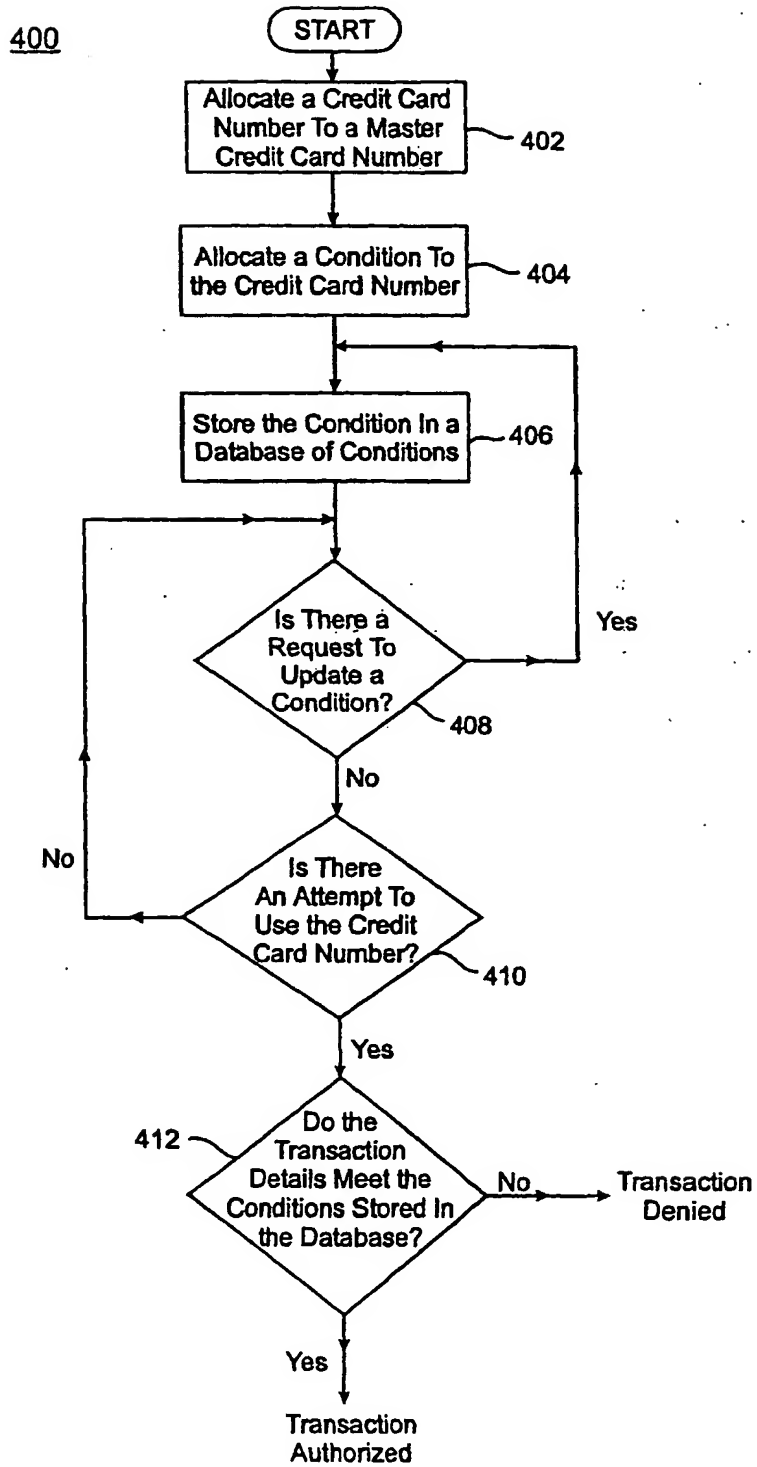 400
START
Allocate a Credit Card
Number To a Master
Credit Card Number
402
Allocate a Condition To
the Credit Card Number
404
Store the Condition In a
Database of Conditions
406
Is There a
Request To
Update a
Condition?
408
Yes
No
Is There
An Attempt To
Use the Credit
Card Number?
410
No
Yes
412
Do the
Transaction
Details Meet the
Conditions Stored In
the Database?
No
Transaction
Denied
Yes
Transaction
Authorized